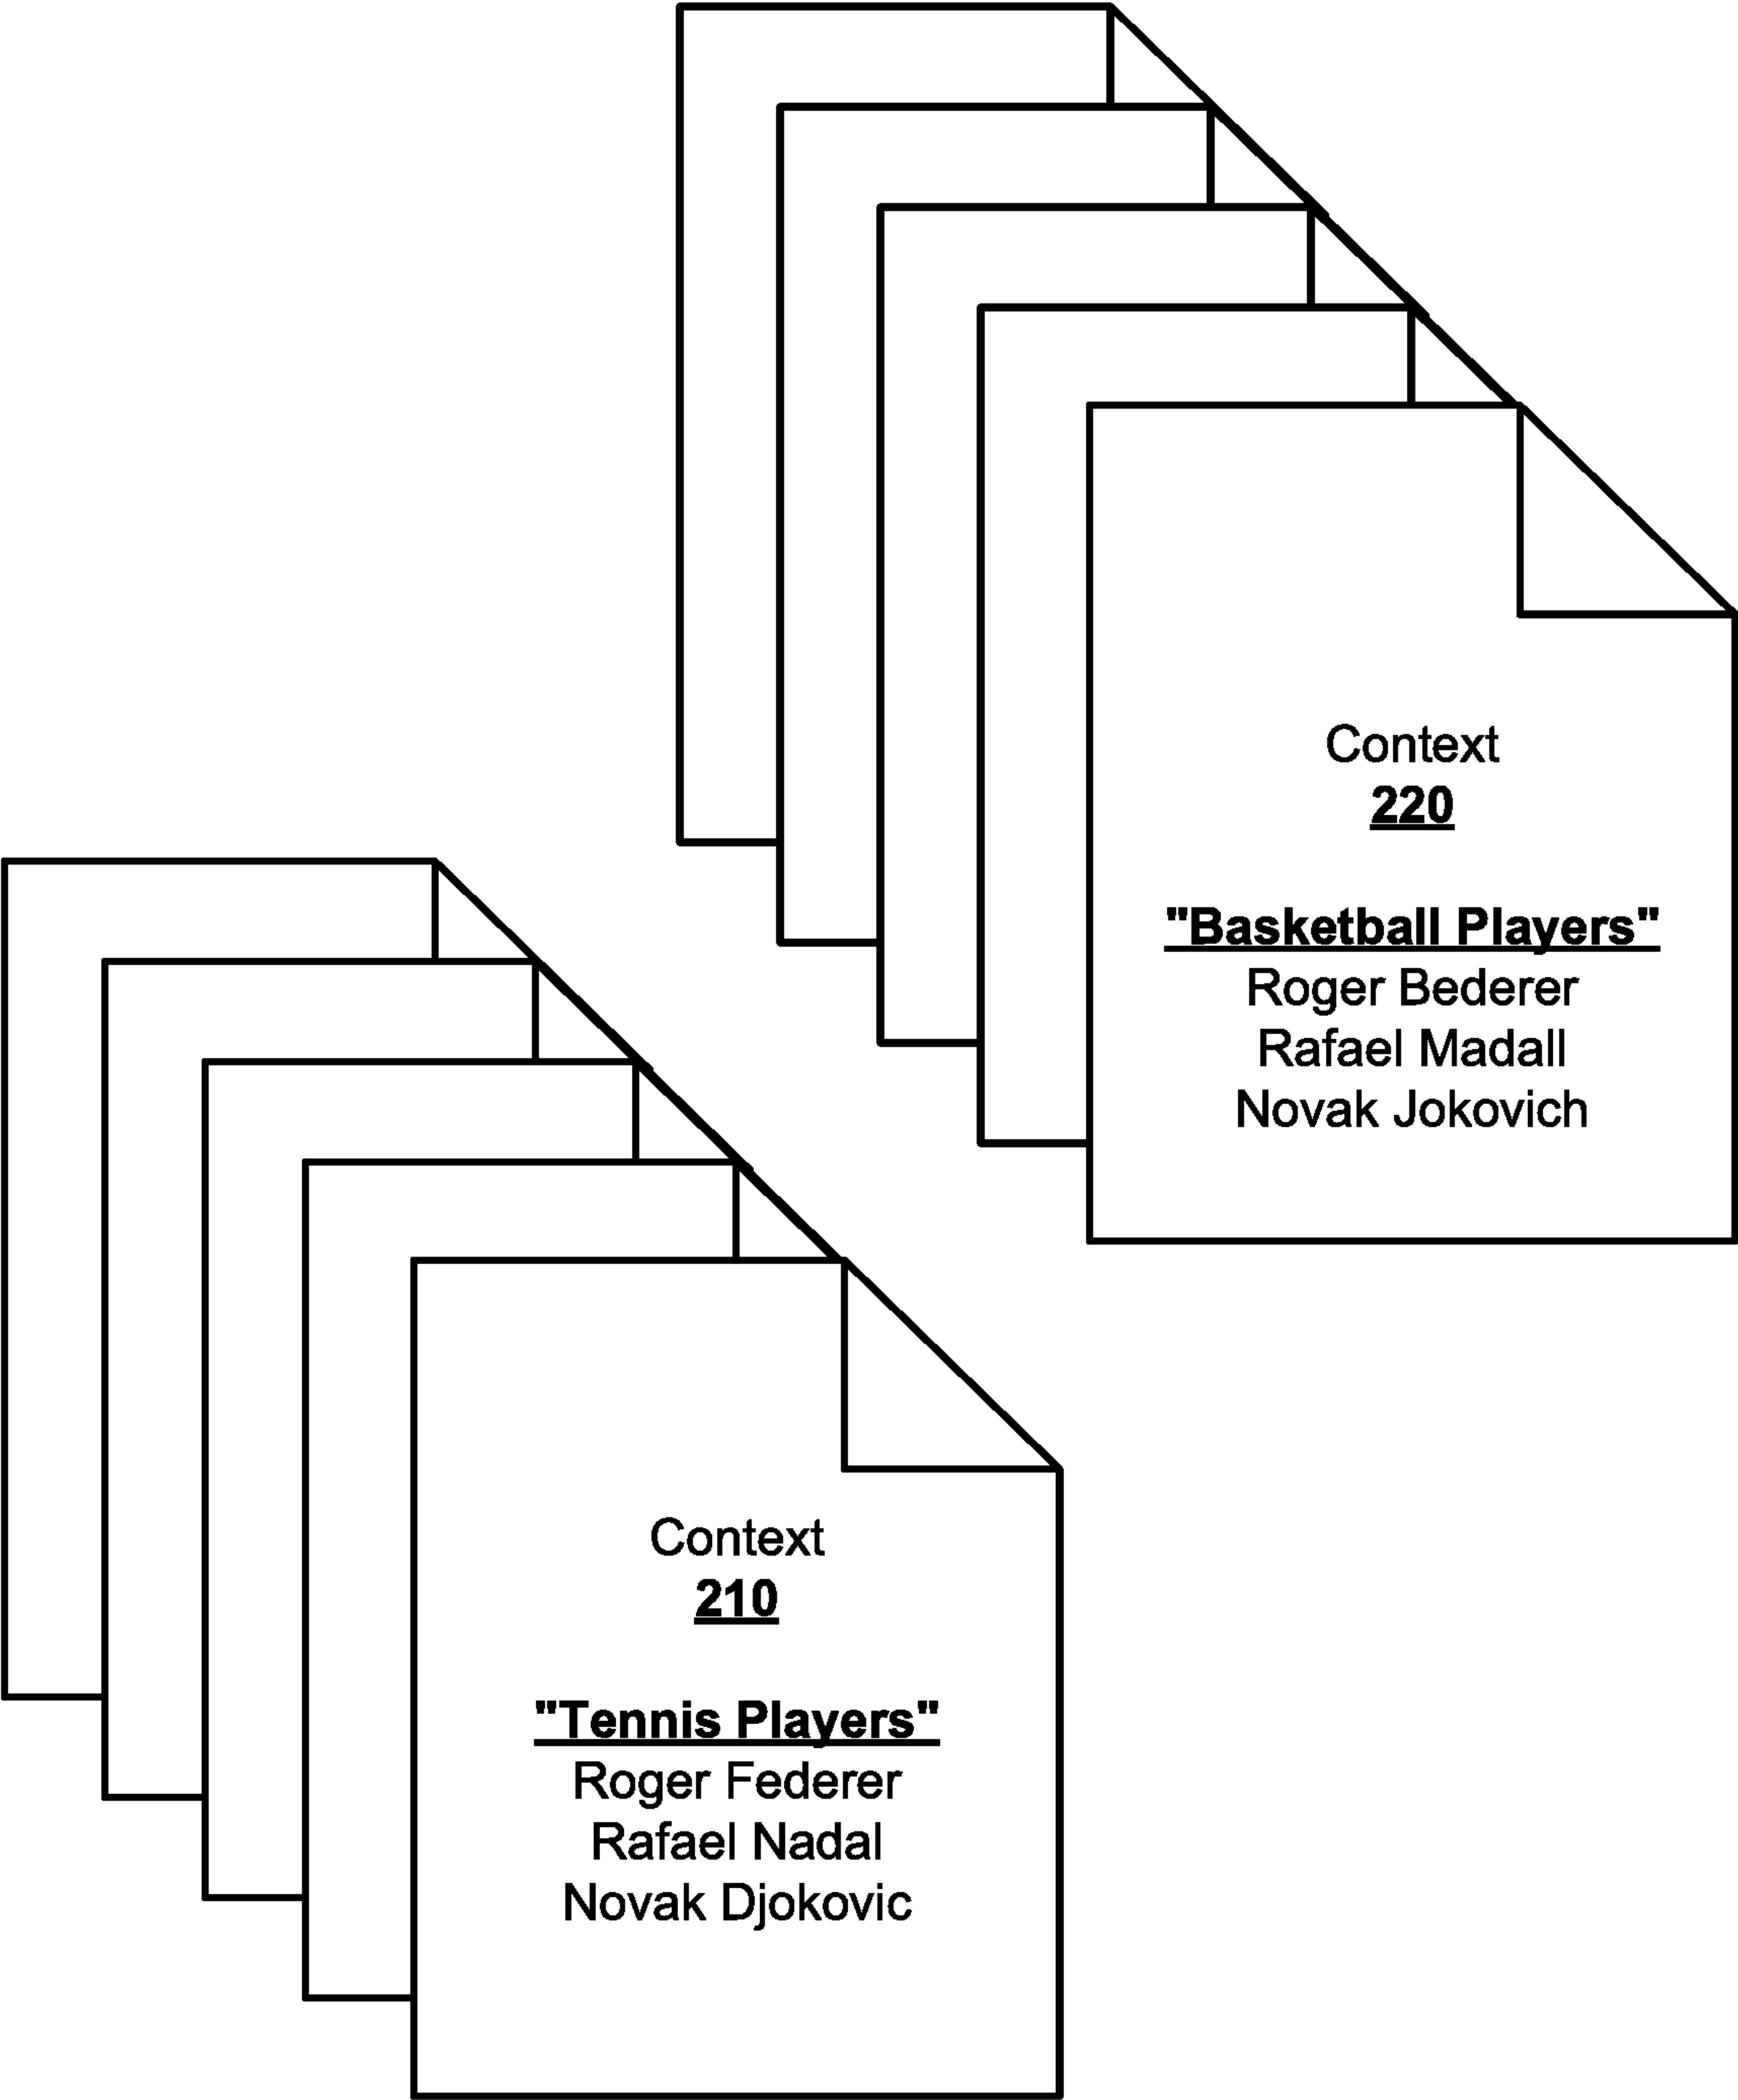 Context
220
"Basketball Players"
Roger Bederer
Rafael Madall
Novak Jokovich
Context
210
"Tennis Players"
Roger Federer
Rafael Nadal
Novak Djokovic